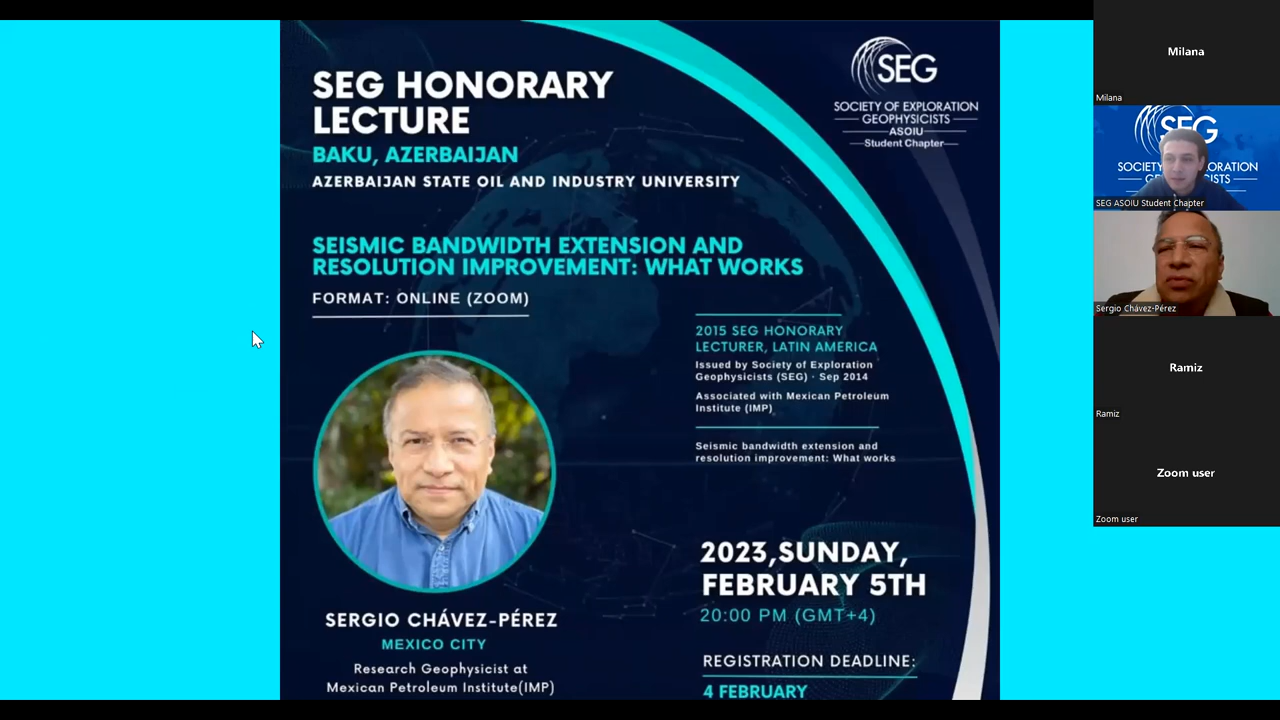 SEG HONORARY
LECTURE
BAKU, AZERBAIJAN
AZERBAIJAN STATE OIL AND INDUSTRY UNIVERSITY
SEG
SOCIETY OF EXPLORATION
GEOPHYSICISTS
ASOIU
Student Chapter
SEISMIC BANDWIDTH EXTENSION AND
RESOLUTION IMPROVEMENT: WHAT WORKS
FORMAT: ONLINE (ZOOM)
2015 SEG HONORARY
LECTURER, LATIN AMERICA
Issued by Society of Exploration
Geophysicists (SEG) · Sep 2014
Associated with Mexican Petroleum
Institute (IMP)
Seismic bandwidth extension and
resolution improvement: What works
SERGIO CHÁVEZ-PÉREZ
MEXICO CITY
Research Geophysicist at
Mexican Petroleum Institute(IMP)
2023,SUNDAY,
FEBRUARY 5TH
20:00 PM (GMT+4)
REGISTRATION DEADLINE:
4 FEBRUARY
Milana
Milana
SEG
SEG ASOIU Student Chapter
Sergio Chávez-Pérez
Ramiz
Ramiz
Zoom user
Zoom user